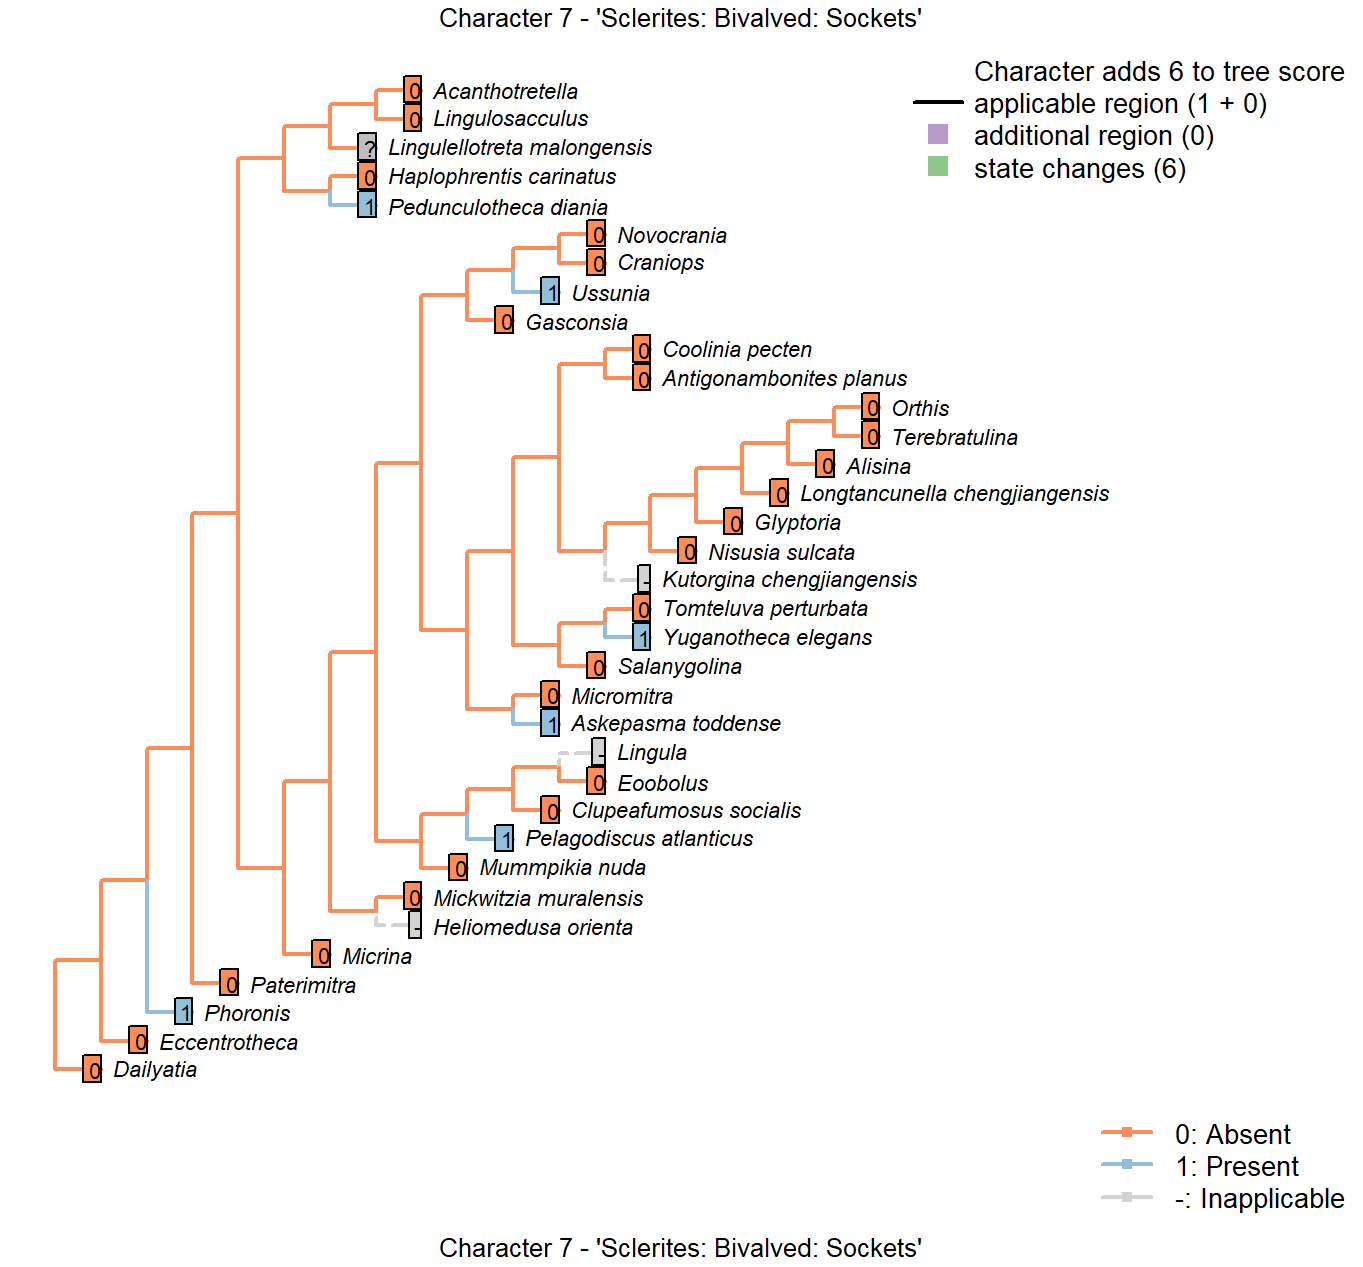 Character 7 - 'Sclerites: Bivalved: Sockets'
Character adds 6 to tree score
applicable region (1 + 0)
additional region (0)
state changes (6)
0 Acanthotretella
0 Lingulosacculus
? Lingulellotreta malongensis
0 Haplophrentis carinatus
1 Pedunculotheca diania
0 Novocrania
0 Craniops
1 Ussunia
0 Gasconsia
0 Coolinia pecten
0 Antigonambonites planus
0 Orthis
0 Terebratulina
0 Alisina
0 Longtancunella chengjiangensis
0 Glyptoria
0 Nisusia sulcata
- Kutorgina chengjiangensis
0 Tomteluva perturbata
1 Yuganotheca elegans
0 Salanygolina
0 Micromitra
1 Askepasma toddense
- Lingula
0 Eoobolus
0 Clupeafumosus socialis
1 Pelagodiscus atlanticus
0 Mummpikia nuda
0 Mickwitzia muralensis
- Heliomedusa orienta
0 Micrina
0 Paterimitra
1 Phoronis
0 Eccentrotheca
0 Dailyatia
0: Absent
1: Present
-: Inapplicable
Character 7 - 'Sclerites: Bivalved: Sockets'